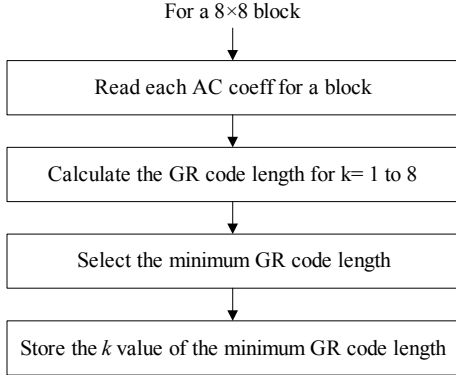 For a 8×8 block
Read each AC coeff for a block
Calculate the GR code length for k= 1 to 8
Select the minimum GR code length
Store the k value of the minimum GR code length